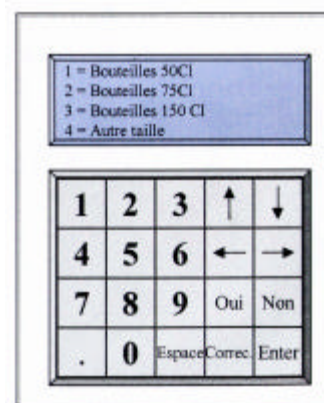 1 = Bouteilles 50Cl
2 = Bouteilles 75Cl
3 = Bouteilles 150 Cl
4 = Autre taille
1 2 3 ↑ ↓
4 5 6 ← →
7 8 9 Oui Non
. 0 Espace Correc. Enter